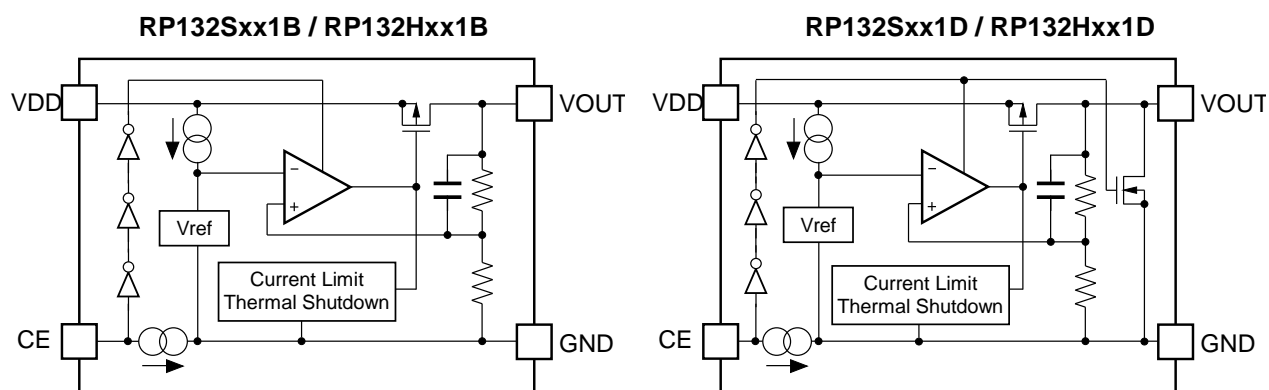 RP132Sxx1B / RP132Hxx1B
VDD
VOUT
−
+
Vref
Current Limit
Thermal Shutdown
CE
GND
RP132Sxx1D / RP132Hxx1D
VDD
VOUT
−
+
Vref
Current Limit
Thermal Shutdown
CE
GND